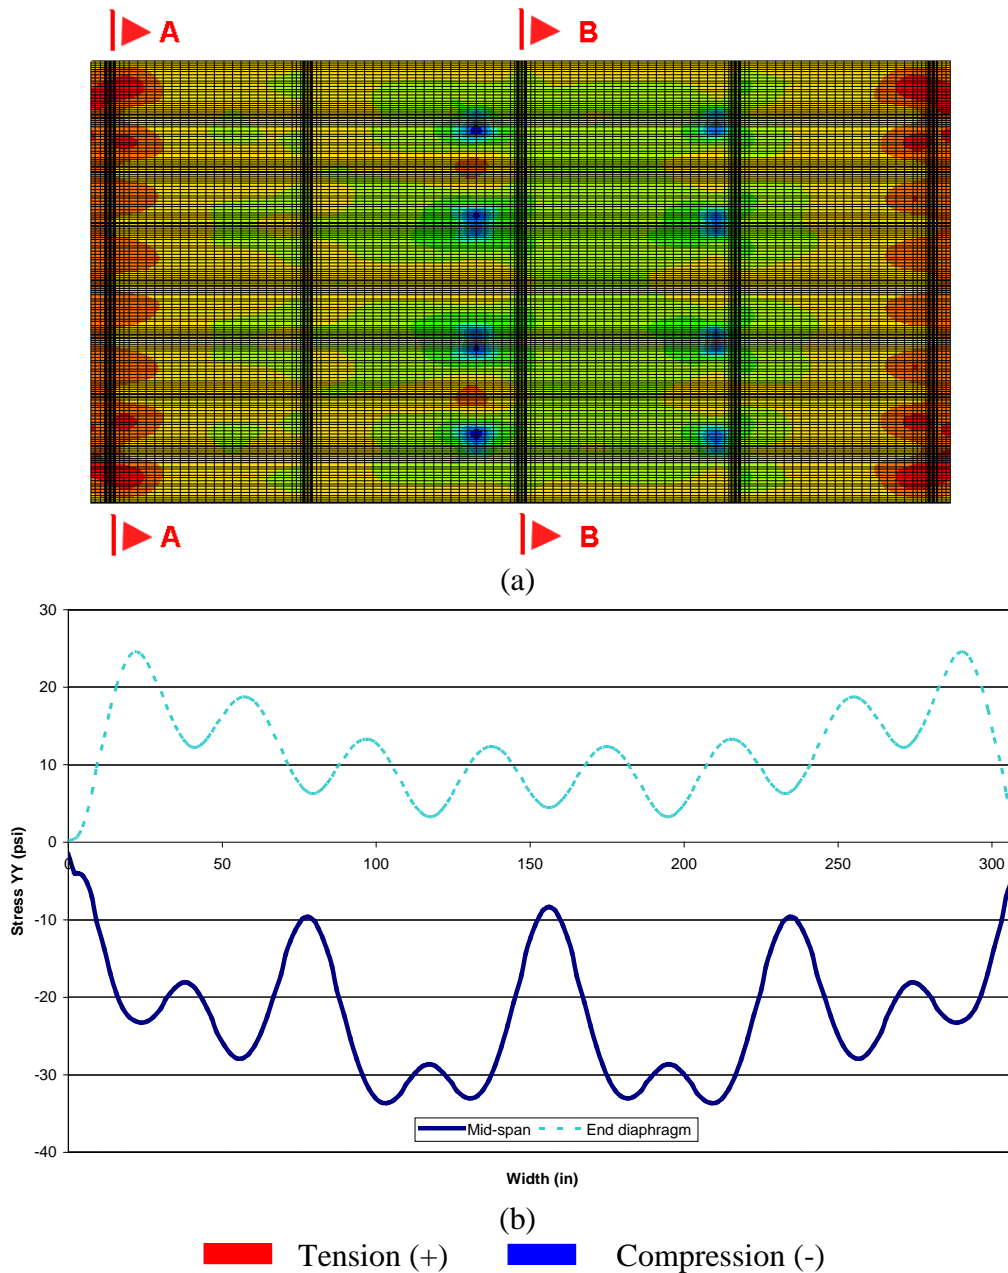 A B
A B
(a)
30
20
10
0
-10
-20
-30
-40
0 50 100 150 200 250 300
Stress YY (psi)
Mid-span End diaphragm
Width (in)
(b)
Tension (+) Compression (-)